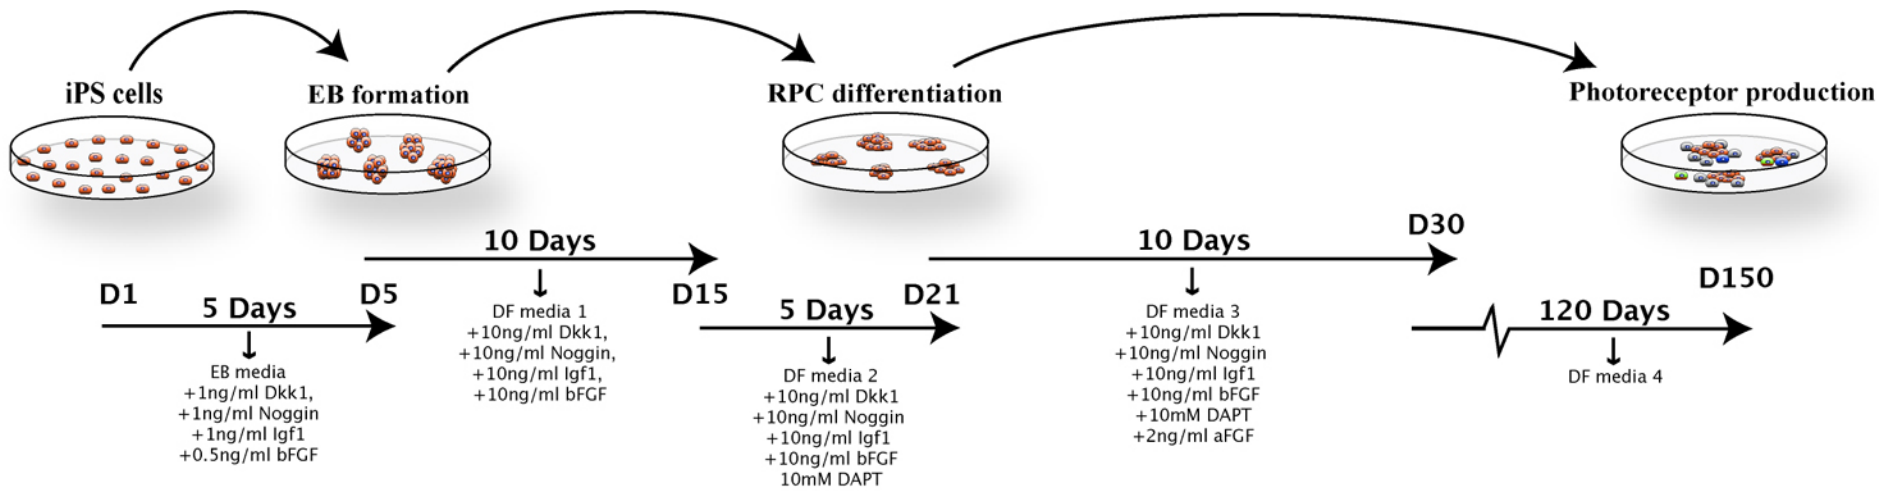 iPS cells
EB formation
RPC differentiation
Photoreceptor production
D1
5 Days
D5
EB media
+1ng/ml Dkk1,
+1ng/ml Noggin
+1ng/ml Igf1
+0.5ng/ml bFGF
10 Days
DF media 1
+10ng/ml Dkk1,
+10ng/ml Noggin,
+10ng/ml Igf1,
+10ng/ml bFGF
D15
5 Days
D21
DF media 2
+10ng/ml Dkk1
+10ng/ml Noggin
+10ng/ml Igf1
+10ng/ml bFGF
10mM DAPT
10 Days
D30
DF media 3
+10ng/ml Dkk1
+10ng/ml Noggin
+10ng/ml Igf1
+10ng/ml bFGF
+10mM DAPT
+2ng/ml aFGF
120 Days
D150
DF media 4